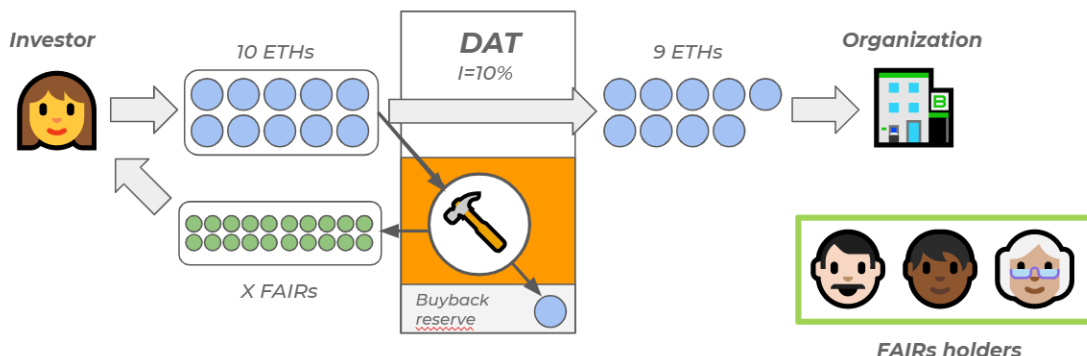 Investor
10 ETHs
DAT
I=10%
9 ETHs
Organization
B
X FAIRs
Buyback
reserve
FAIRs holders